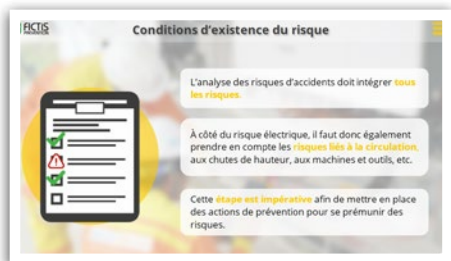 FICTIS
Conditions d'existence du risque
L'analyse des risques d'accidents doit intégrer tous
les risques.
À côté du risque électrique, il faut donc également
prendre en compte les risques liés à la circulation,
aux chutes de hauteur, aux machines et outils, etc.
Cette étape est impérative afin de mettre en place
des actions de prévention pour se prémunir des
risques.